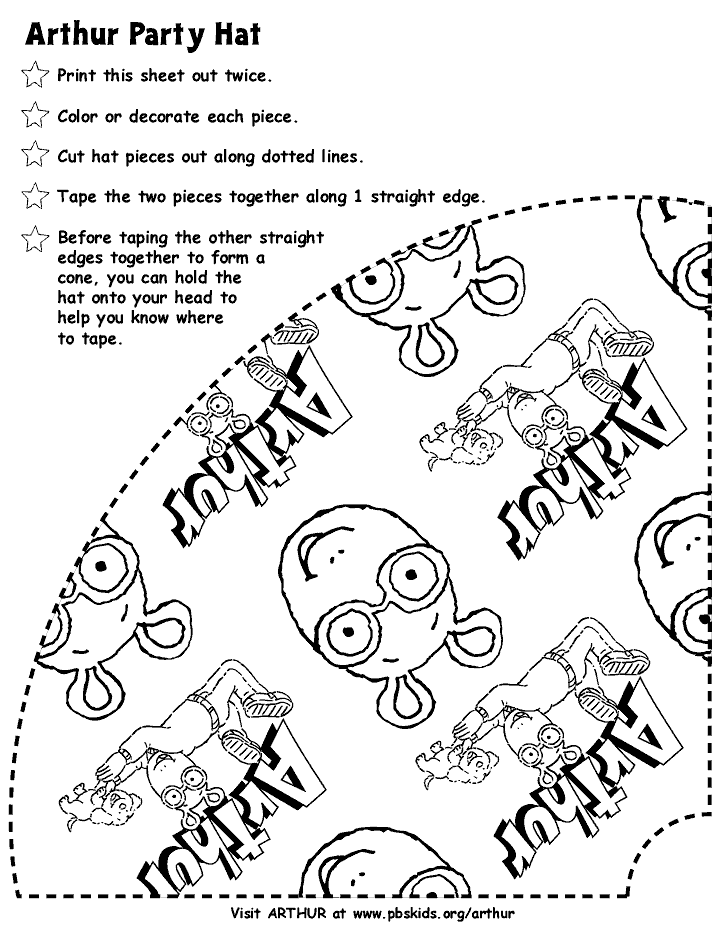 Arthur Party Hat
Print this sheet out twice.
Color or decorate each piece.
Cut hat pieces out along dotted lines.
Tape the two pieces together along 1 straight edge.
Before taping the other straight
edges together to form a
cone, you can hold the
hat onto your head to
help you know where
to tape.
Arthur
Arthur
Arthur
Arthur
Visit ARTHUR at www.pbskids.org/arthur